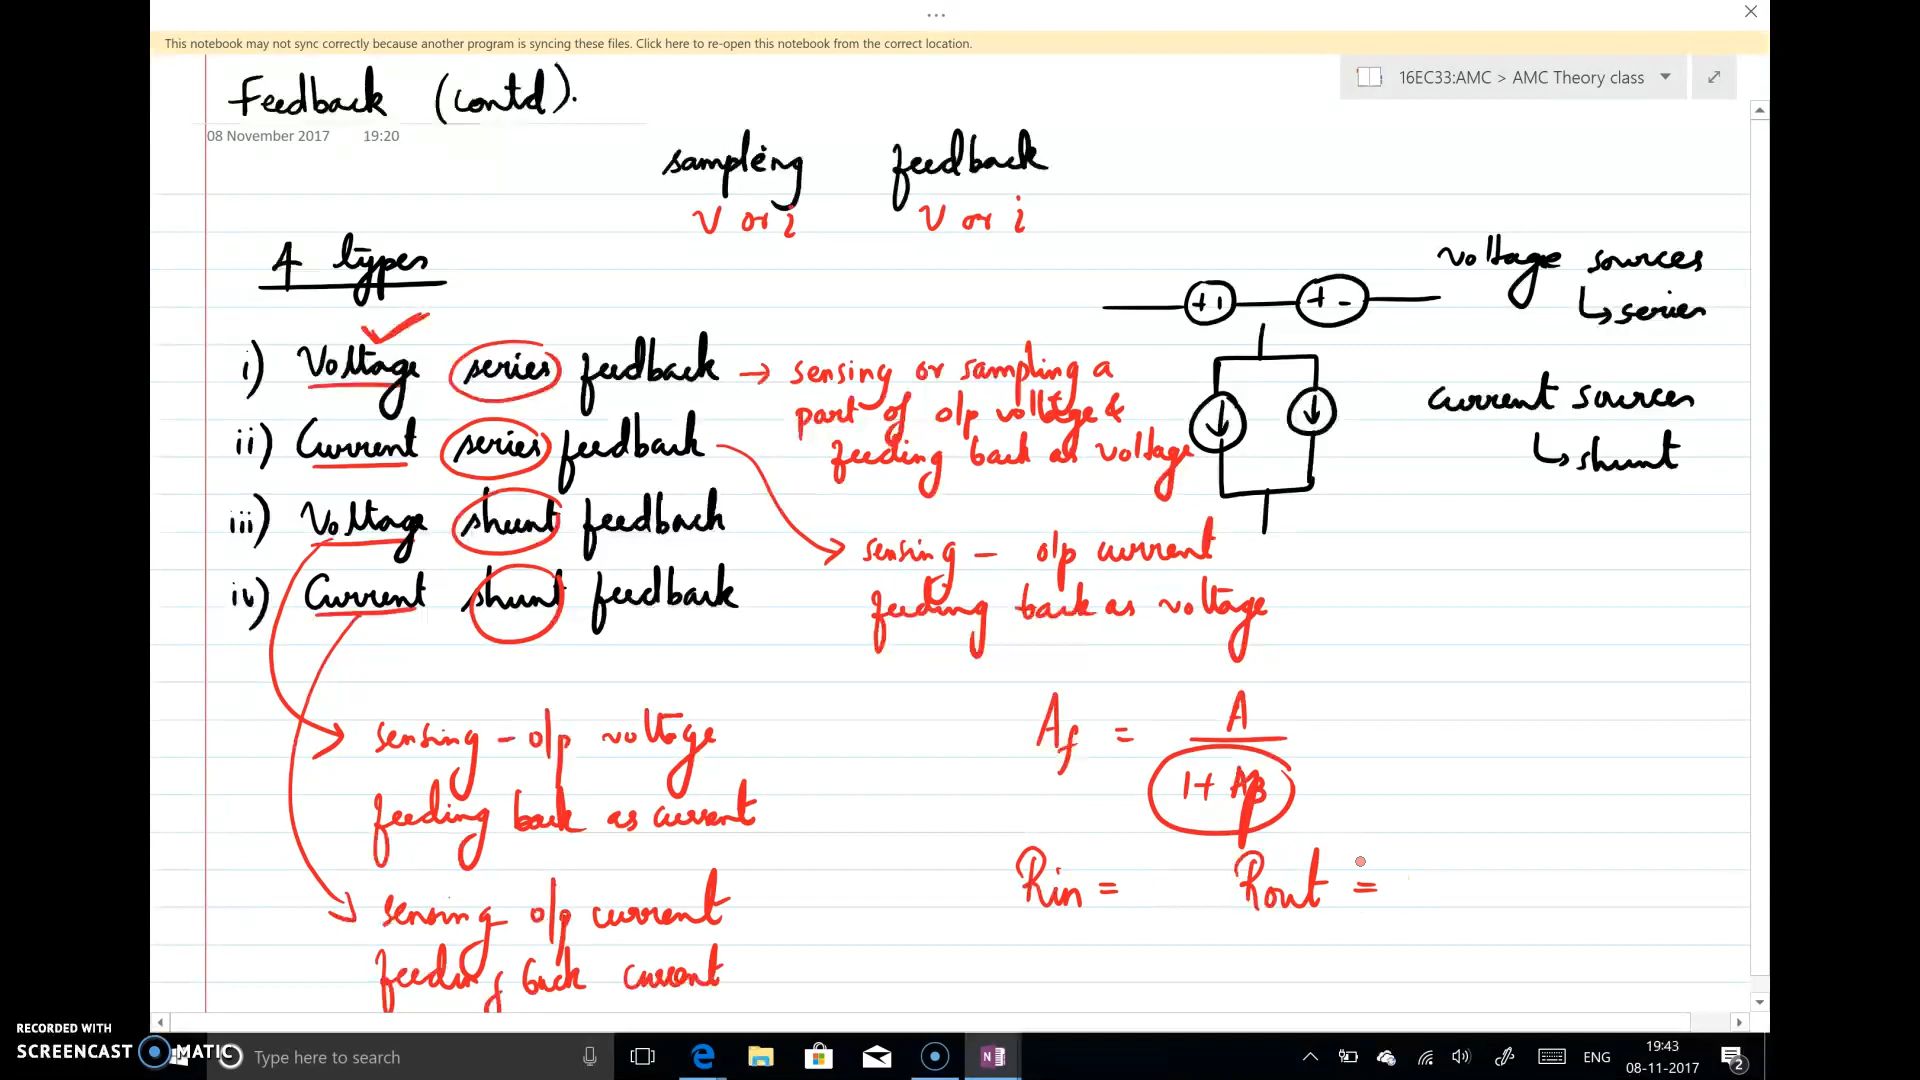 ...
This notebook may not sync correctly because another program is syncing these files. Click here to re-open this notebook from the correct location.
16EC33:AMC > AMC Theory class
Feedback (contd).
08 November 2017 19:20
sampling feedback
V or i V or i
4 types
voltage sources
↳ series
+ı + -
i) Voltage series feedback → sensing or sampling a
part of o/p voltage &
feeding back as voltage
current sources
↳ shunt
ii) Current series feedback
iii) Voltage shunt feedback
sensing - o/p current
feeding back as voltage
iv) Current shunt feedback
sensing - o/p voltage
feeding back as current
Af = A
1+ Aβ
Rin = Rout =
sensing o/p current
feeding back current
RECORDED WITH
SCREENCAST MATIC
Type here to search
N
ENG
19:43
08-11-2017
2